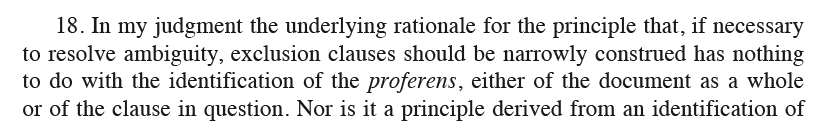 18. In my judgment the underlying rationale for the principle that, if necessary
to resolve ambiguity, exclusion clauses should be narrowly construed has nothing
to do with the identification of the proferens, either of the document as a whole
or of the clause in question. Nor is it a principle derived from an identification of